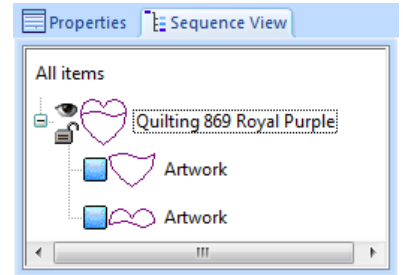 Properties Sequence View
All items
Quilting 869 Royal Purple
Artwork
Artwork